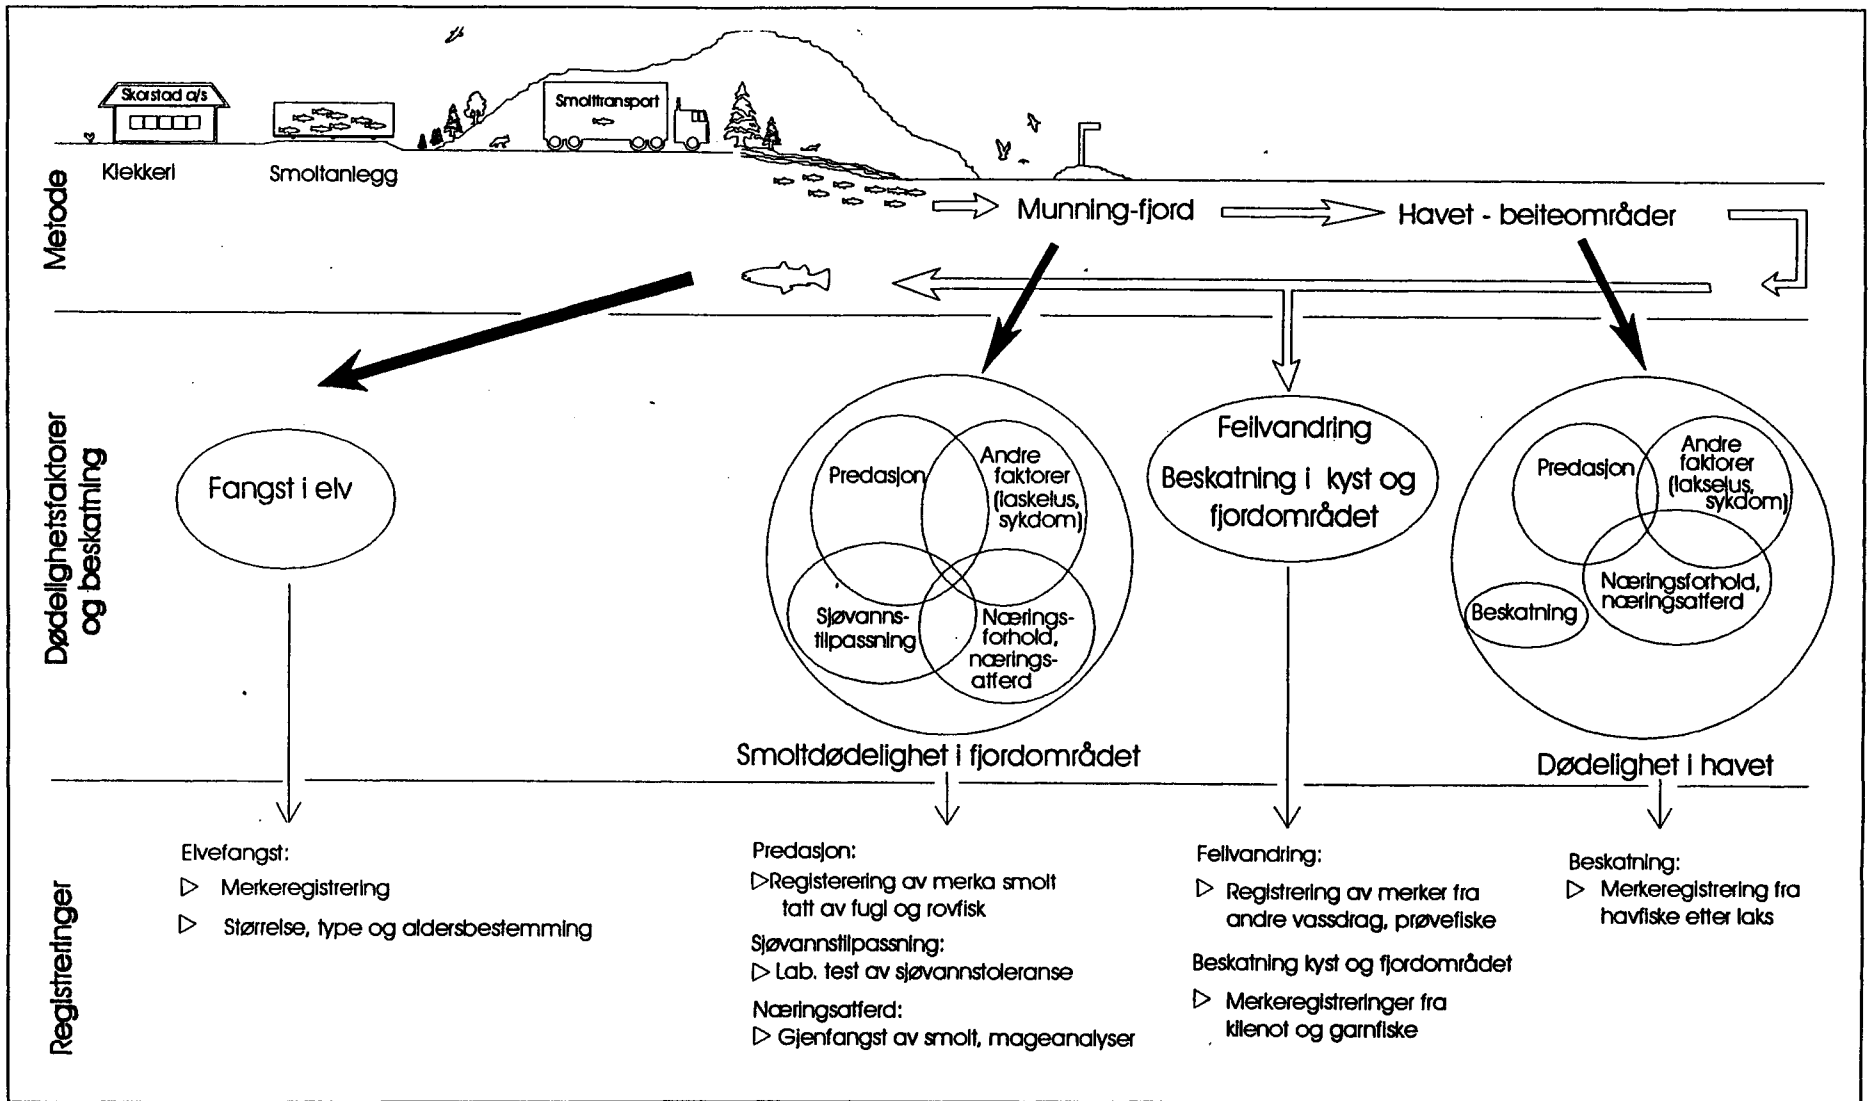 Skorstad a/s
Smolttransport
Klekkeri
Smoltanlegg
Metode
Munning-fjord
Havet - beiteområder
Dødelighetsfaktorer
og beskatning
Fangst i elv
Predasjon
Andre
faktorer
(laskelus,
sykdom)
Sjøvanns-
tilpassning
Nærings-
forhold,
nærings-
atferd
Smoltdødelighet i fjordområdet
Feilvandring
Beskatning i kyst og
fjordområdet
Predasjon
Andre
faktorer
(lakselus,
sykdom)
Næringsforhold,
næringsatferd
Beskatning
Dødelighet i havet
Registreringer
Elvefangst:
▷ Merkeregistrering
▷ Størrelse, type og aldersbestemming
Predasjon:
▷ Registerering av merka smolt
tatt av fugl og rovfisk
Sjøvannstilpassning:
▷ Lab. test av sjøvannstoleranse
Næringsatferd:
▷ Gjenfangst av smolt, mageanalyser
Feilvandring:
▷ Registrering av merker fra
andre vassdrag, prøvefiske
Beskatning kyst og fjordområdet
▷ Merkeregistreringer fra
kilenot og garnfiske
Beskatning:
▷ Merkeregistrering fra
havfiske etter laks